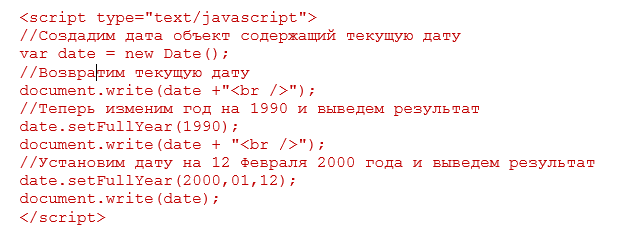 <script type="text/javascript">
//Создадим дата объект содержащий текущую дату
var date = new Date();
//Возвратим текущую дату
document.write(date +"<br />");
//Теперь изменим год на 1990 и выведем результат
date.setFullYear(1990);
document.write(date + "<br />");
//Установим дату на 12 Февраля 2000 года и выведем результат
date.setFullYear(2000,01,12);
document.write(date);
</script>